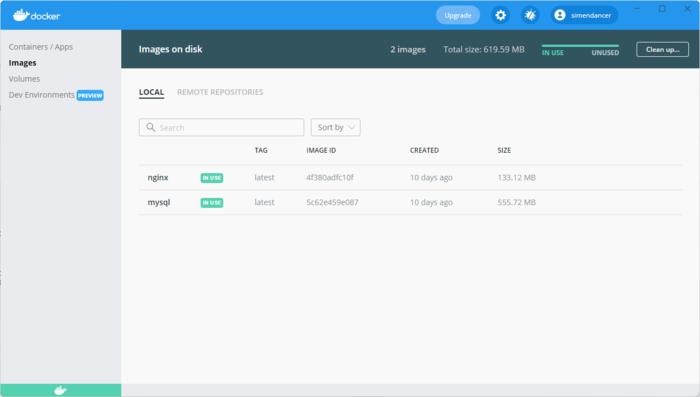 docker
Upgrade
simendancer
Containers / Apps
Images
Volumes
Dev Environments PREVIEW
Images on disk
2 images
Total size: 619.59 MB
IN USE
UNUSED
Clean up...
LOCAL
REMOTE REPOSITORIES
Search
Sort by
TAG
IMAGE ID
CREATED
SIZE
nginx IN USE latest 4f380adfc10f 10 days ago 133.12 MB
mysql IN USE latest 5c62e459e087 10 days ago 555.72 MB